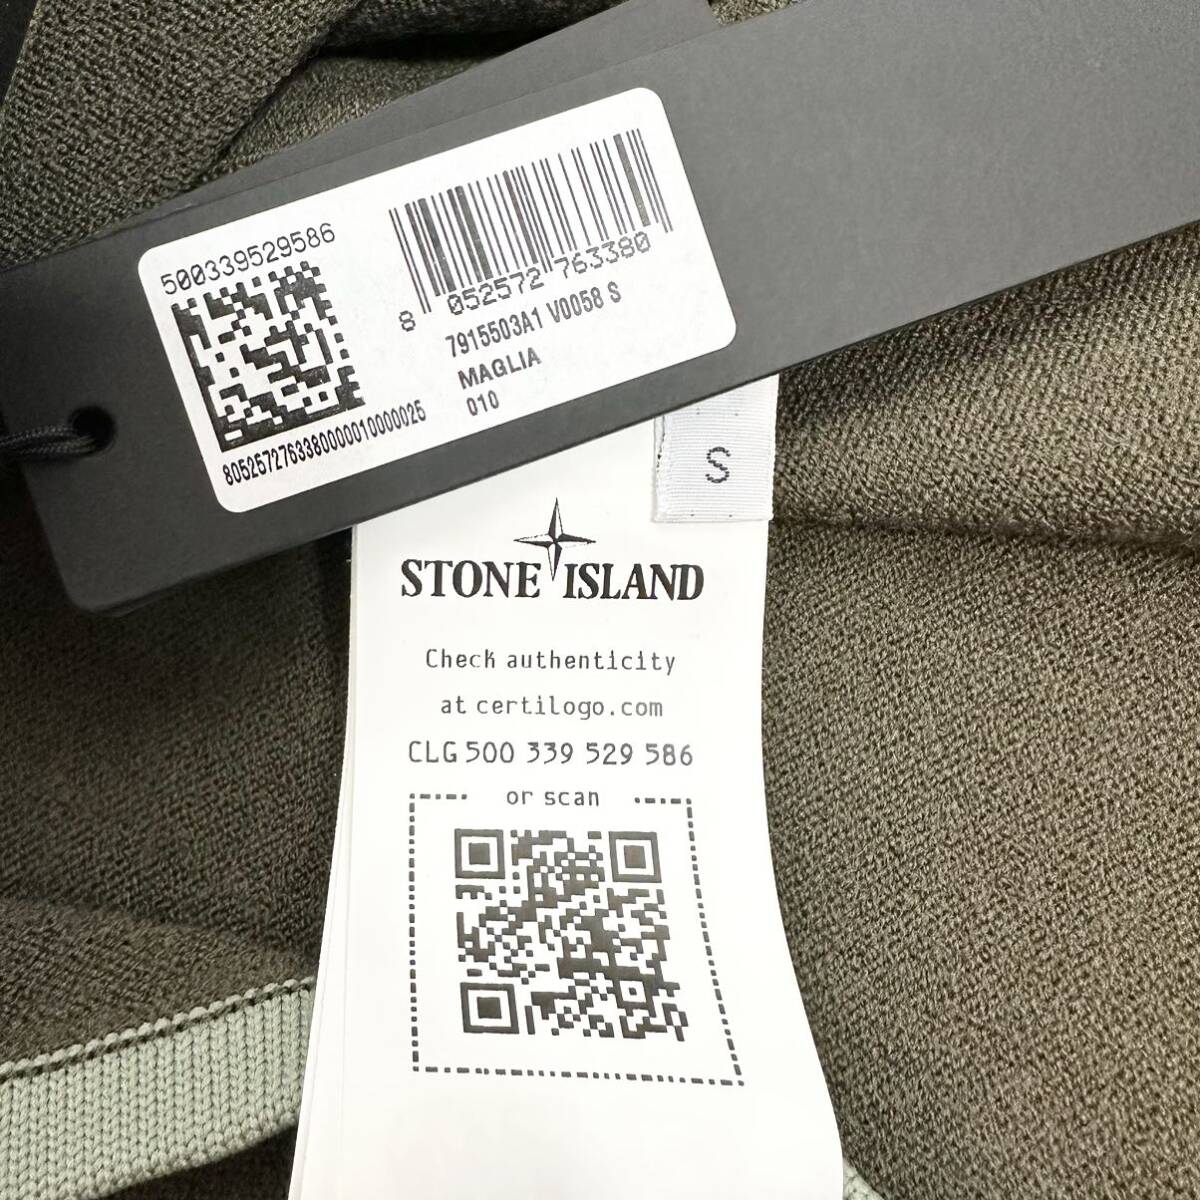 500339529586
8 052572 763380
7915503A1 V0058 S
MAGLIA
010
8052572763380000010000025
S
STONE ISLAND
Check authenticity
at certilogo.com
CLG 500 339 529 586
or scan